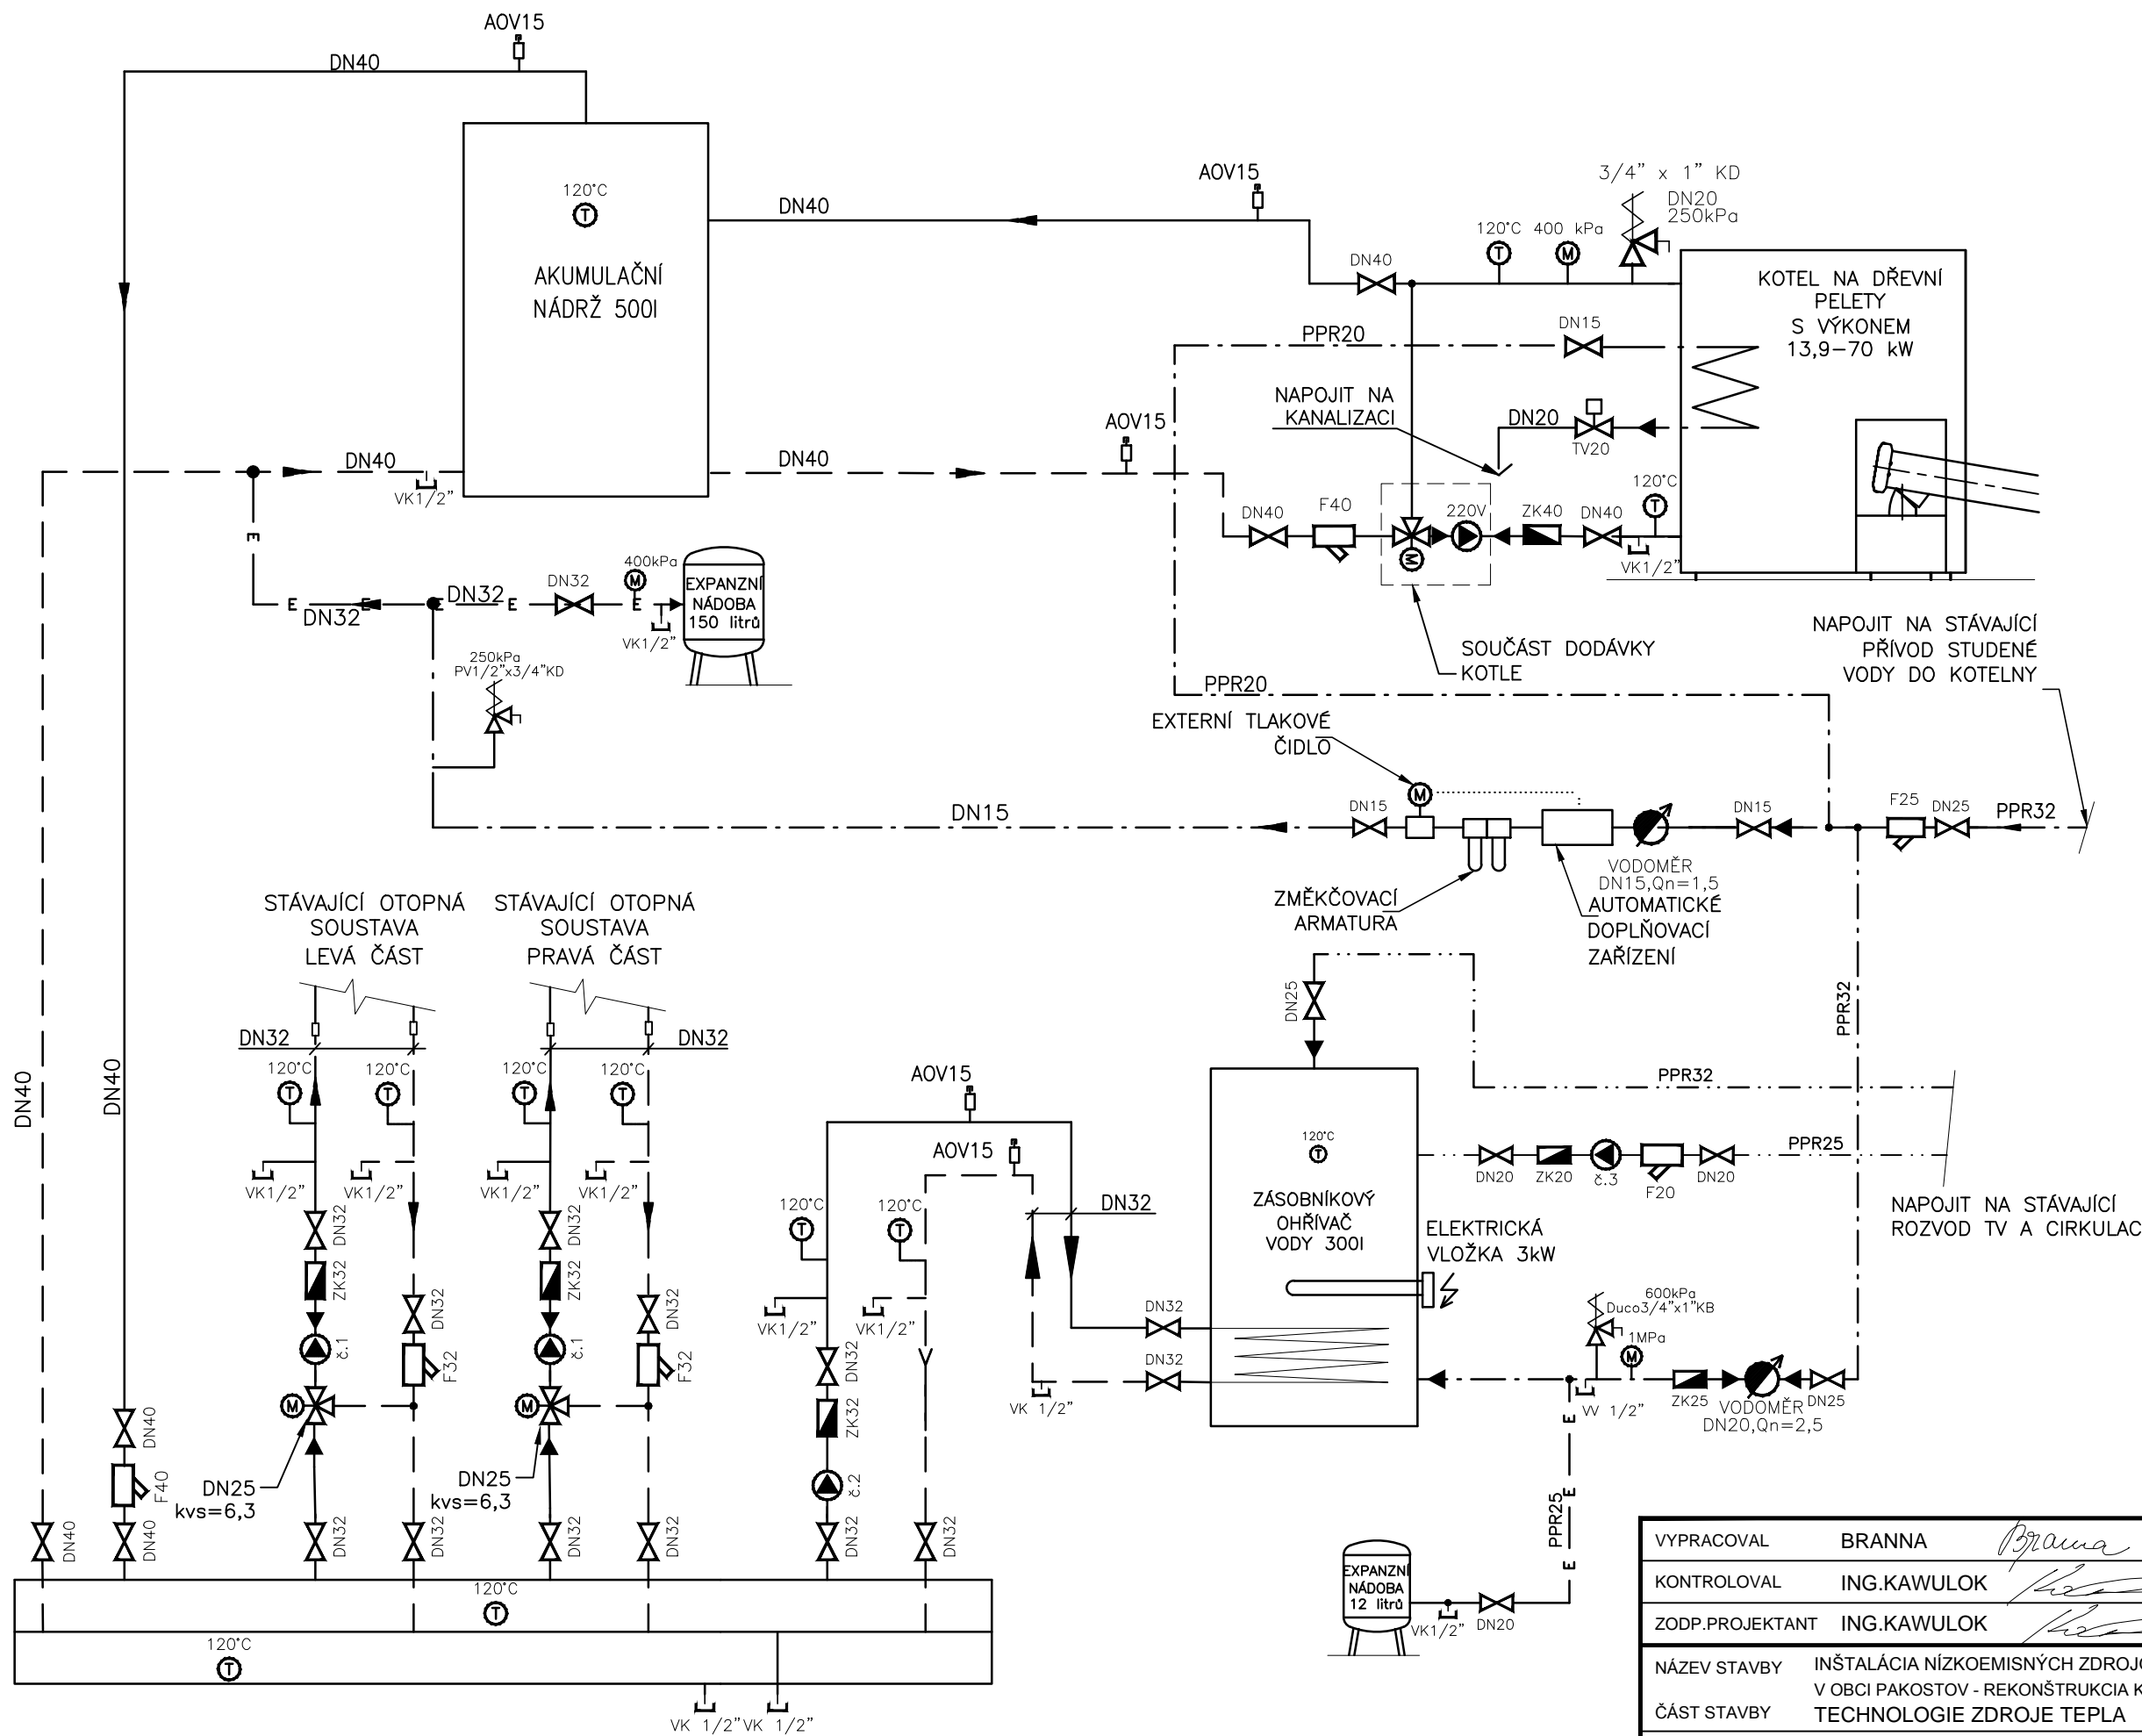 AOV15
DN40
120°C
T
AKUMULAČNÍ
NÁDRŽ 500l
DN40
AOV15
3/4" x 1" KD
DN20
250kPa
120°C
400 kPa
T
M
DN40
KOTEL NA DŘEVNÍ
PELETY
S VÝKONEM
13,9-70 kW
PPR20
DN15
NAPOJIT NA
KANALIZACI
DN20
TV20
AOV15
DN40
DN40
VK1/2"
DN40
F40
220V
ZK40
DN40
120°C
T
M
VK1/2"
E
DN32
E
E
E
DN32
E
DN32
400kPa
M
E
VK1/2"
EXPANZNÍ
NÁDOBA
150 litrů
250kPa
PV1/2"x3/4"KD
SOUČÁST DODÁVKY
KOTLE
NAPOJIT NA STÁVAJÍCÍ
PŘÍVOD STUDENÉ
VODY DO KOTELNY
PPR20
EXTERNÍ TLAKOVÉ
ČIDLO
M
DN15
DN15
DN15
F25
DN25
PPR32
VODOMĚR
DN15,Qn=1,5
ZMĚKČOVACÍ
ARMATURA
AUTOMATICKÉ
DOPLŇOVACÍ
ZAŘÍZENÍ
STÁVAJÍCÍ OTOPNÁ
SOUSTAVA
LEVÁ ČÁST
STÁVAJÍCÍ OTOPNÁ
SOUSTAVA
PRAVÁ ČÁST
DN32
DN32
DN40
DN40
120°C
T
120°C
T
120°C
T
120°C
T
VK1/2"
VK1/2"
VK1/2"
VK1/2"
DN32
ZK32
č.1
DN32
F32
DN32
ZK32
č.1
DN32
F32
M
M
DN25
kvs=6,3
DN25
kvs=6,3
DN40
F40
DN40
DN40
DN32
DN32
DN32
DN32
AOV15
AOV15
120°C
T
120°C
T
DN32
VK1/2"
VK1/2"
DN32
ZK32
č.2
DN32
DN32
DN32
DN32
VK 1/2"
DN25
PPR32
PPR32
120°C
T
ZÁSOBNÍKOVÝ
OHŘÍVAČ
VODY 300l
DN20
ZK20
č.3
F20
DN20
PPR25
ELEKTRICKÁ
VLOŽKA 3kW
NAPOJIT NA STÁVAJÍCÍ
ROZVOD TV A CIRKULAC
600kPa
Duco3/4"x1"KB
1MPa
M
VV 1/2"
ZK25
VODOMĚR
DN20,Qn=2,5
DN25
E
E
PPR25
E
EXPANZNÍ
NÁDOBA
12 litrů
VK1/2"
DN20
120°C
T
120°C
T
VK 1/2"
VK 1/2"
VYPRACOVAL BRANNA Branna
KONTROLOVAL ING.KAWULOK
ZODP.PROJEKTANT ING.KAWULOK
NÁZEV STAVBY INŠTALÁCIA NÍZKOEMISNÝCH ZDROJO
V OBCI PAKOSTOV - REKONŠTRUKCIA K
ČÁST STAVBY TECHNOLOGIE ZDROJE TEPLA